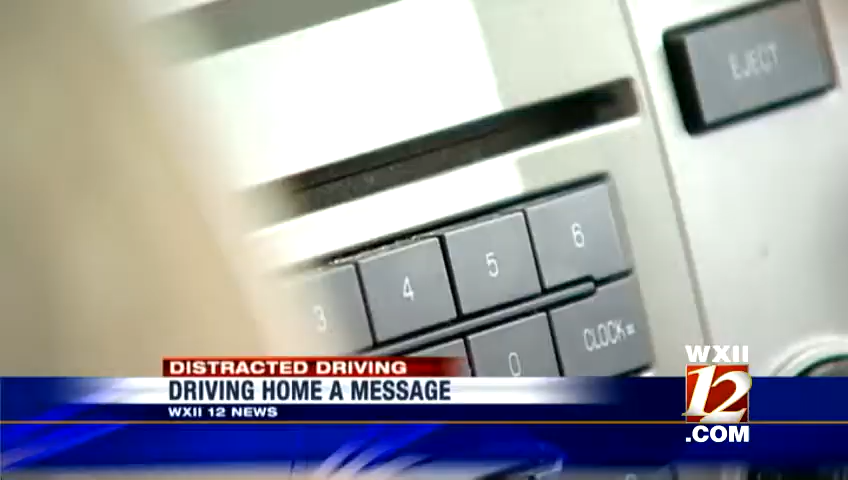 EJECT
3 4 5 6
0 CLOCK
DISTRACTED DRIVING
DRIVING HOME A MESSAGE
WXII 12 NEWS
WXII
12
.COM